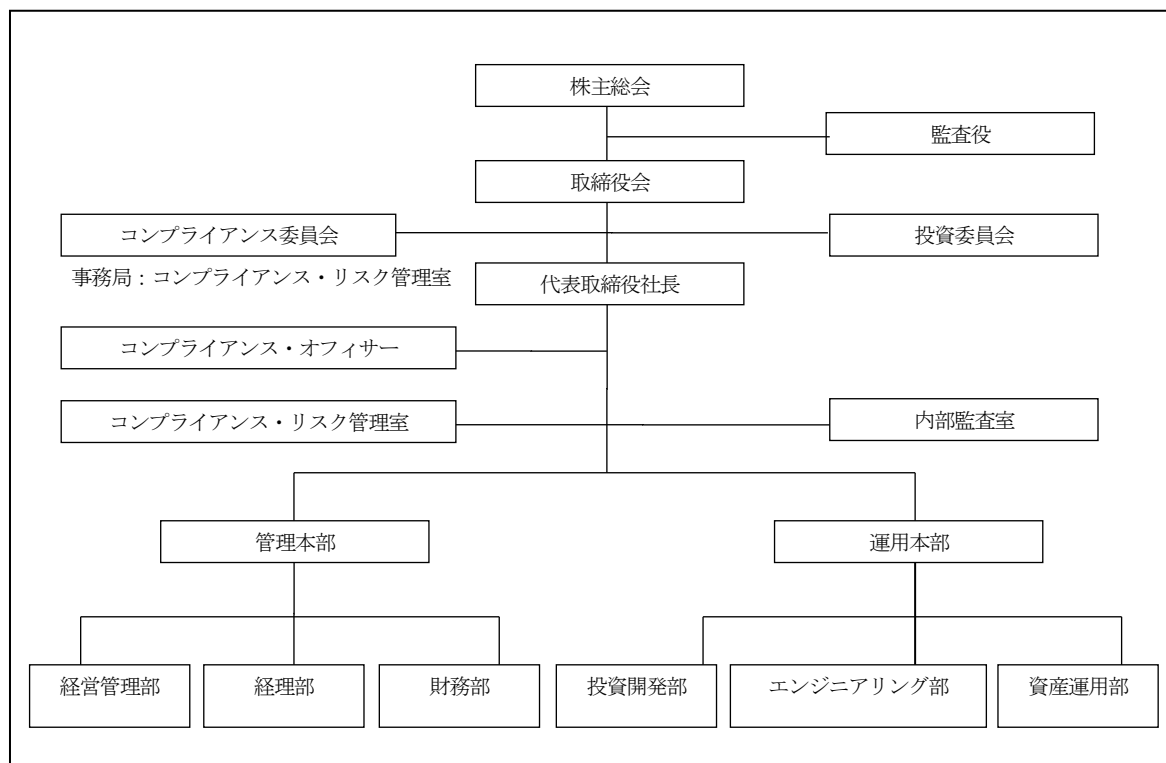 株主総会
監査役
取締役会
コンプライアンス委員会
投資委員会
事務局：コンプライアンス・リスク管理室
代表取締役社長
コンプライアンス・オフィサー
コンプライアンス・リスク管理室
内部監査室
管理本部
運用本部
経営管理部
経理部
財務部
投資開発部
エンジニアリング部
資産運用部